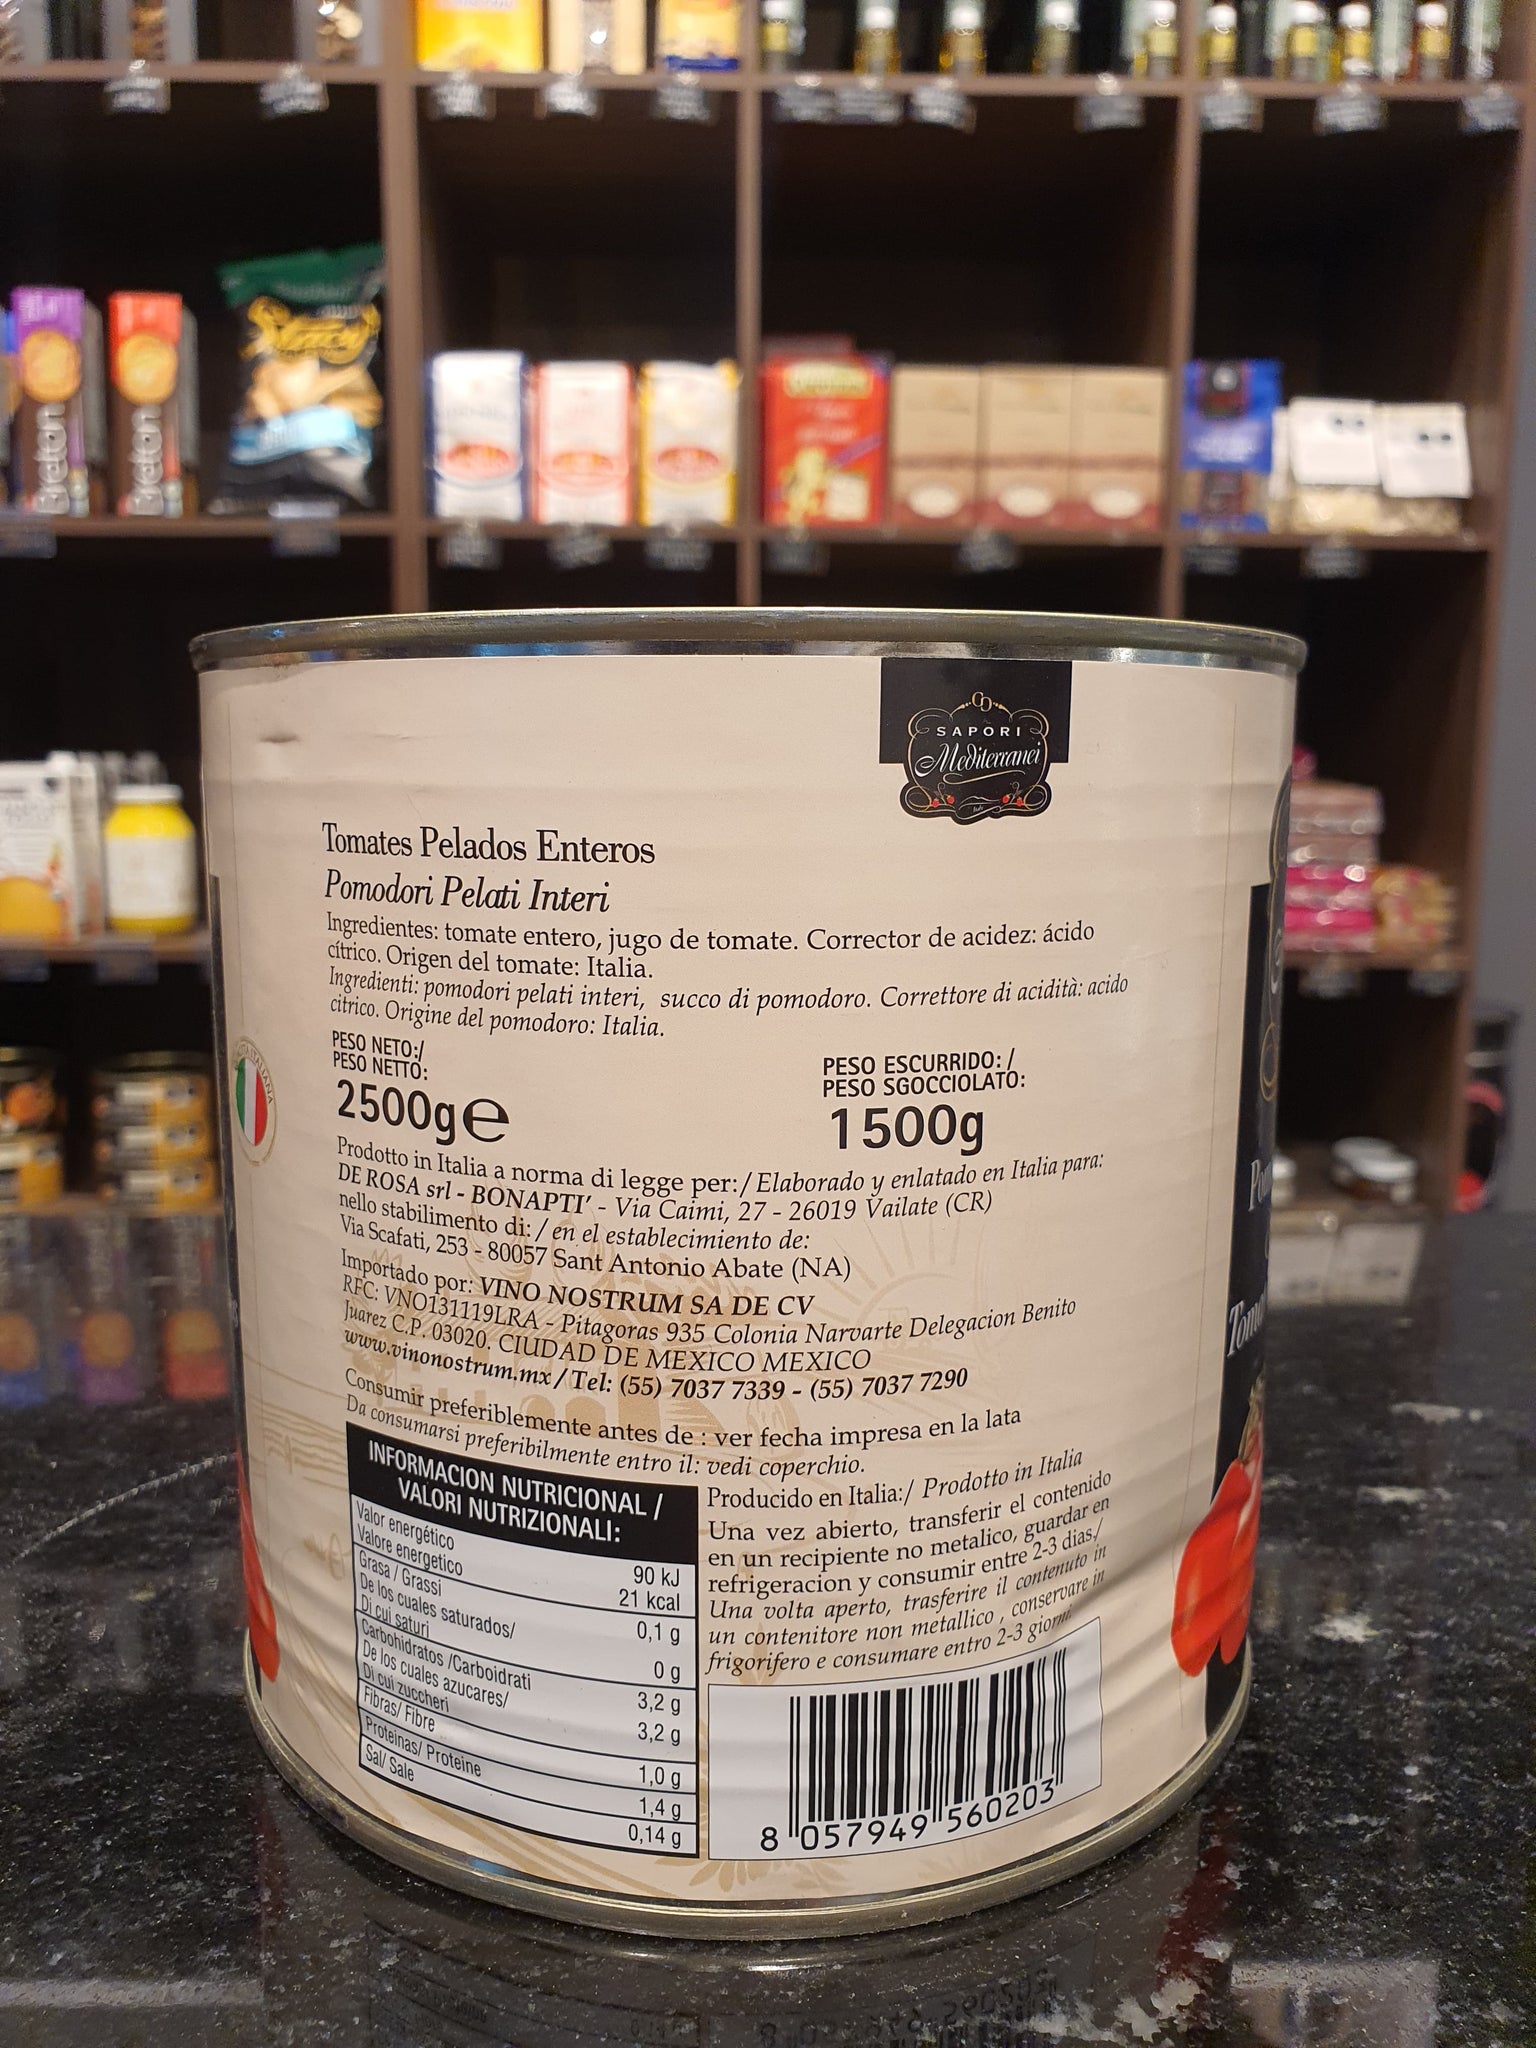 Stacy's
Breton
Breton
SAPORI
Mediterranei
Italy
Tomates Pelados Enteros
Pomodori Pelati Interi
Ingredientes: tomate entero, jugo de tomate. Corrector de acidez: ácido
cítrico. Origen del tomate: Italia.
Ingredienti: pomodori pelati interi, succo di pomodoro. Correttore di acidità: acido
citrico. Origine del pomodoro: Italia.
PESO NETO:/
PESO NETTO:
2500g e
PESO ESCURRIDO: /
PESO SGOCCIOLATO:
1500g
ITALIANA
Prodotto in Italia a norma di legge per:/ Elaborado y enlatado en Italia para:
DE ROSA srl - BONAPTI' - Via Caimi, 27 - 26019 Vailate (CR)
nello stabilimento di: / en el establecimiento de:
Via Scafati, 253 - 80057 Sant Antonio Abate (NA)
Importado por: VINO NOSTRUM SA DE CV
RFC: VNO131119LRA - Pitagoras 935 Colonia Narvarte Delegacion Benito
Juarez C.P. 03020. CIUDAD DE MEXICO MEXICO
www.vinonostrum.mx / Tel: (55) 7037 7339 - (55) 7037 7290
Consumir preferiblemente antes de : ver fecha impresa en la lata
Da consumarsi preferibilmente entro il: vedi coperchio.
INFORMACION NUTRICIONAL /
VALORI NUTRIZIONALI:
Valor energético
Valore energetico
90 kJ
21 kcal
Grasa / Grassi
0,1 g
De los cuales saturados/
Di cui saturi
0 g
Carbohidratos /Carboidrati
3,2 g
De los cuales azucares/
Di cui zuccheri
3,2 g
Fibras/ Fibre
1,0 g
Proteinas/ Proteine
1,4 g
Sal/ Sale
0,14 g
Producido en Italia:/ Prodotto in Italia
Una vez abierto, transferir el contenido
en un recipiente no metalico, guardar en
refrigeracion y consumir entre 2-3 dias./
Una volta aperto, trasferire il contenuto in
un contenitore non metallico , conservare in
frigorifero e consumare entro 2-3 giorni.
8 057949 560203